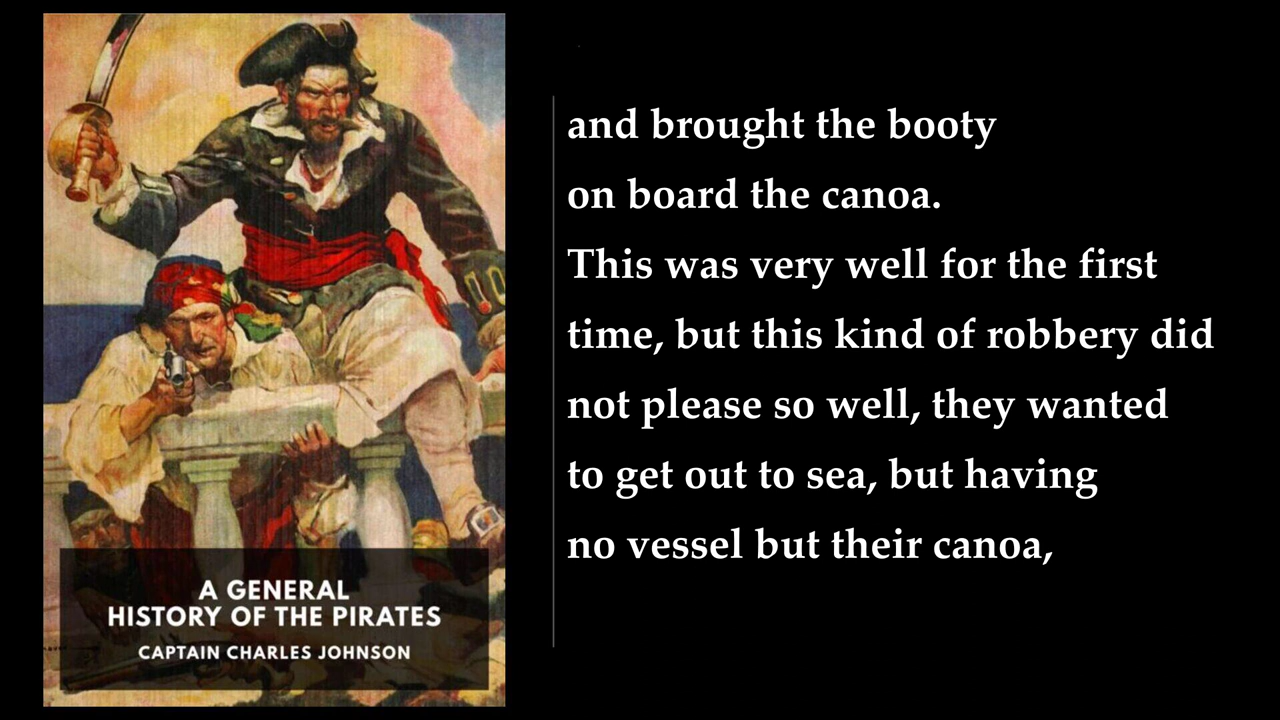 A GENERAL
HISTORY OF THE PIRATES
CAPTAIN CHARLES JOHNSON
and brought the booty
on board the canoa.
This was very well for the first
time, but this kind of robbery did
not please so well, they wanted
to get out to sea, but having
no vessel but their canoa,